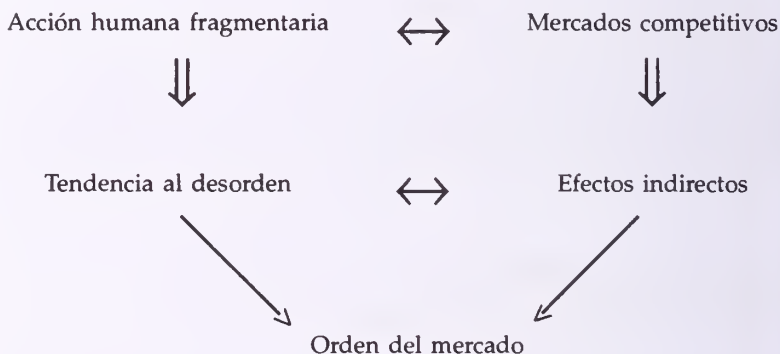 Acción humana fragmentaria ↔ Mercados competitivos
Tendencia al desorden ↔ Efectos indirectos
Orden del mercado